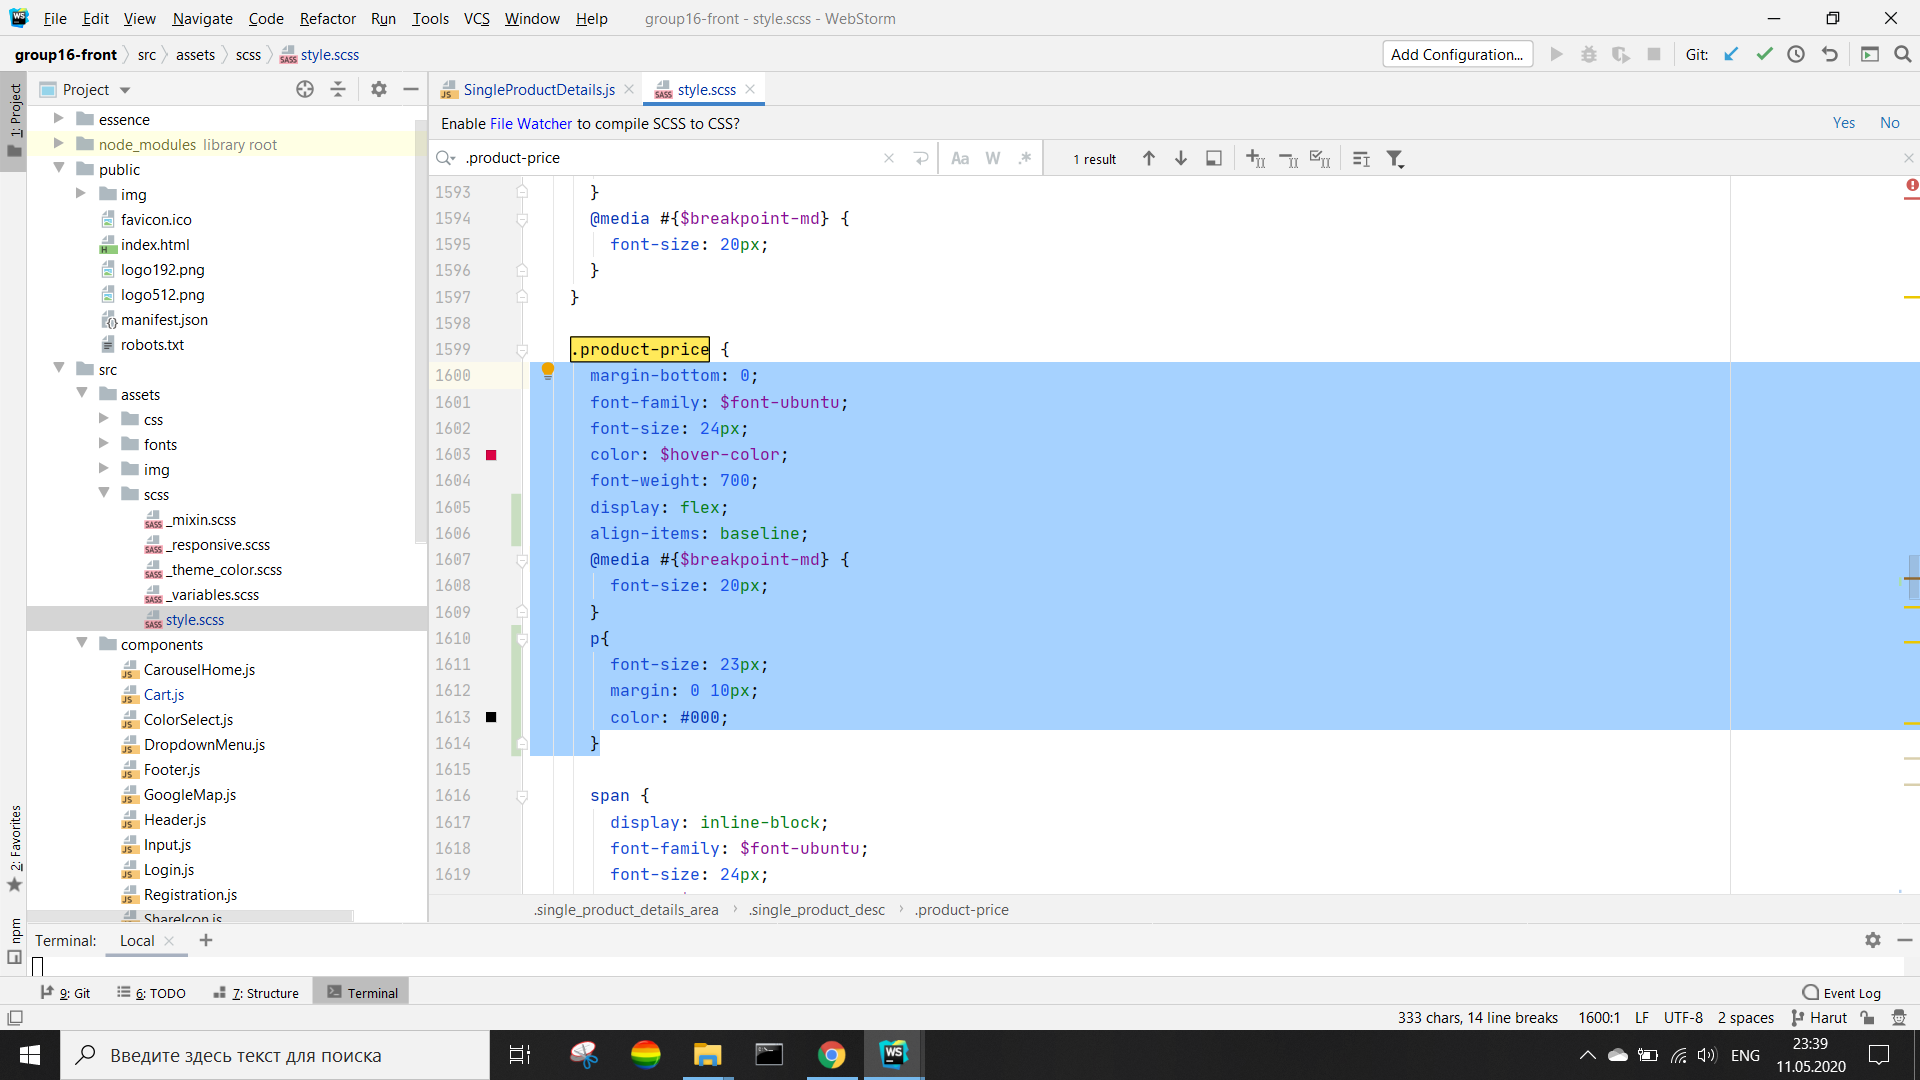 File Edit View Navigate Code Refactor Run Tools VCS Window Help group16-front - style.scss - WebStorm
group16-front src assets scss style.scss Add Configuration... Git:
1: Project
Project
SingleProductDetails.js style.scss
essence
Enable File Watcher to compile SCSS to CSS? Yes No
node_modules library root
.product-price Aa W .* 1 result
public
img
favicon.ico
index.html
logo192.png
logo512.png
manifest.json
robots.txt
src
assets
css
fonts
img
scss
_mixin.scss
_responsive.scss
_theme_color.scss
_variables.scss
style.scss
components
CarouselHome.js
Cart.js
ColorSelect.js
DropdownMenu.js
Footer.js
GoogleMap.js
Header.js
Input.js
Login.js
Registration.js
ShareIcon.js
1593 }
1594 @media #{$breakpoint-md} {
1595 font-size: 20px;
1596 }
1597 }
1598
1599 .product-price {
1600 margin-bottom: 0;
1601 font-family: $font-ubuntu;
1602 font-size: 24px;
1603 color: $hover-color;
1604 font-weight: 700;
1605 display: flex;
1606 align-items: baseline;
1607 @media #{$breakpoint-md} {
1608 font-size: 20px;
1609 }
1610 p{
1611 font-size: 23px;
1612 margin: 0 10px;
1613 color: #000;
1614 }
1615
1616 span {
1617 display: inline-block;
1618 font-family: $font-ubuntu;
1619 font-size: 24px;
.single_product_details_area .single_product_desc .product-price
2: Favorites
npm
Terminal: Local
9: Git 6: TODO 7: Structure Terminal Event Log
333 chars, 14 line breaks 1600:1 LF UTF-8 2 spaces Harut
Введите здесь текст для поиска
ENG
23:39
11.05.2020